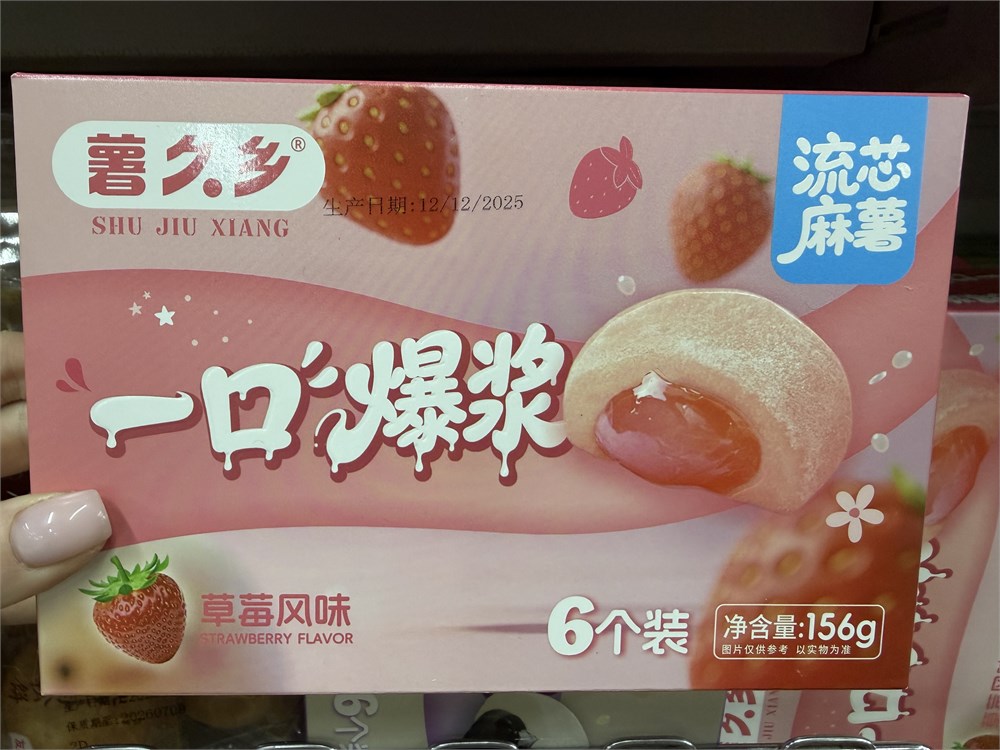 薯久乡®
SHU JIU XIANG
生产日期:12/12/2025
流芯
麻薯
一口爆浆
草莓风味
STRAWBERRY FLAVOR
6个装
净含量:156g
图片仅供参考 以实物为准